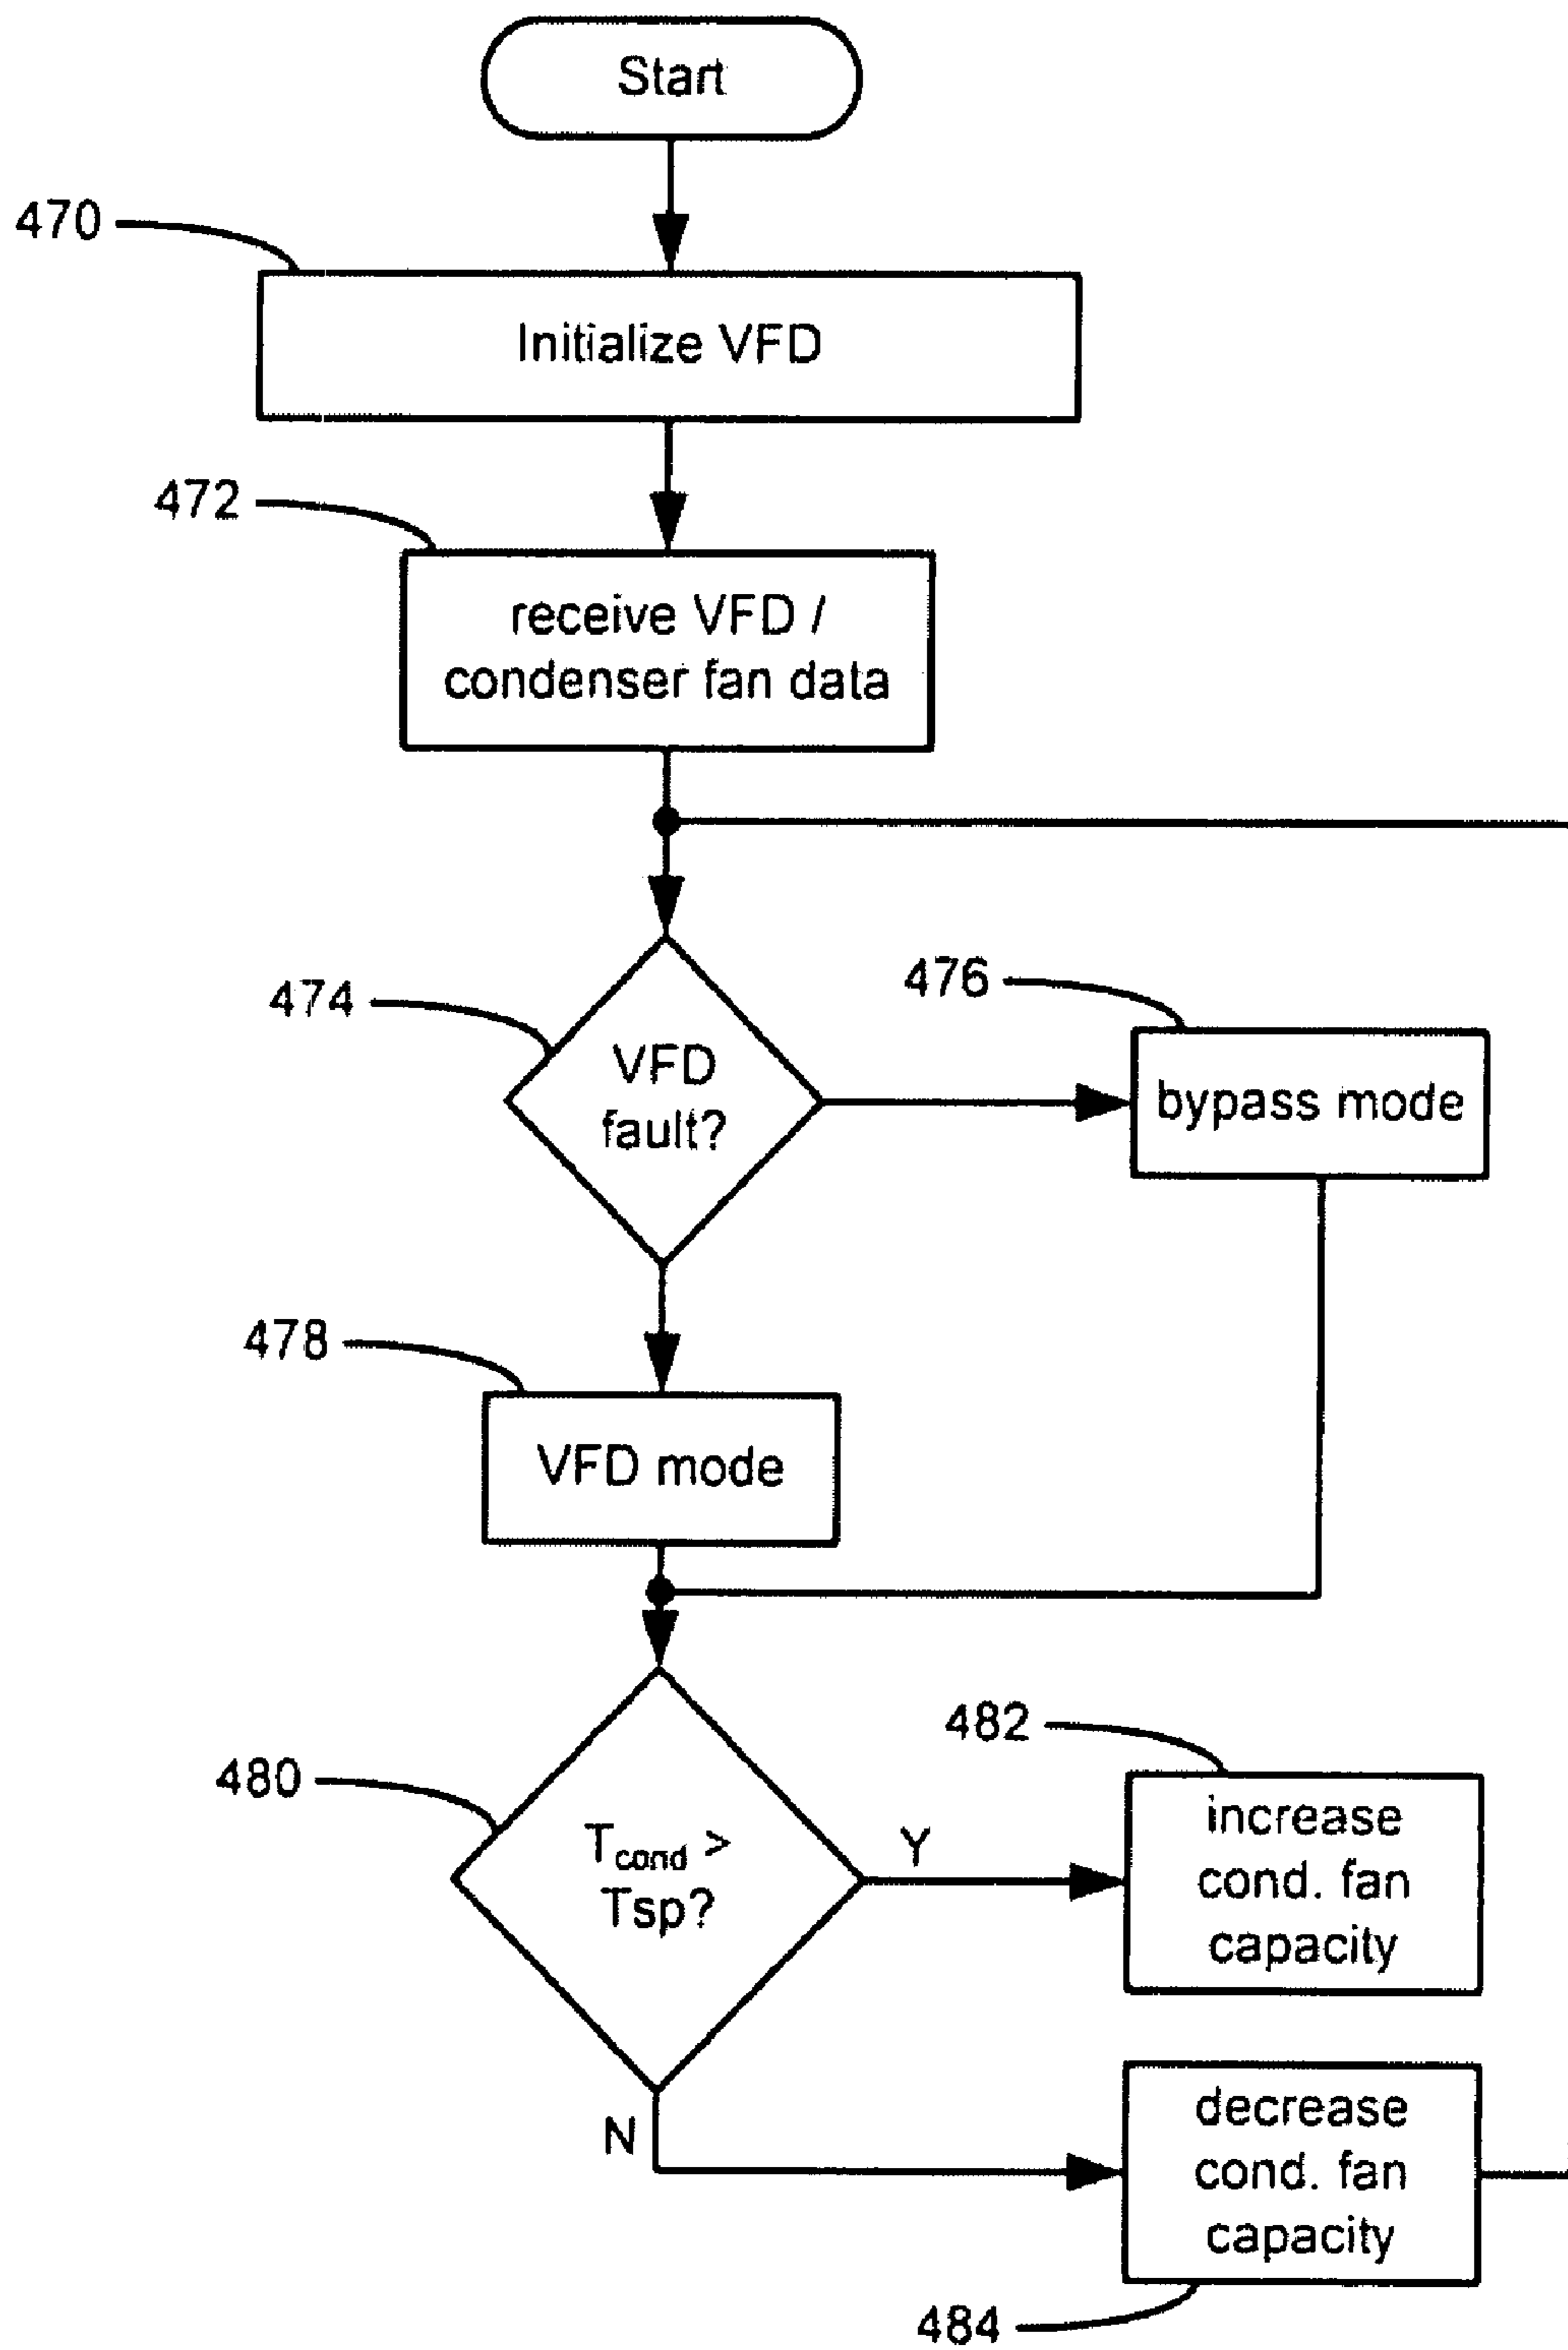 Start
470
Initialize VFD
472
receive VFD /
condenser fan data
474
VFD
fault?
476
bypass mode
478
VFD mode
480
Tcond >
Tsp?
Y
482
increase
cond. fan
capacity
N
decrease
cond. fan
capacity
484